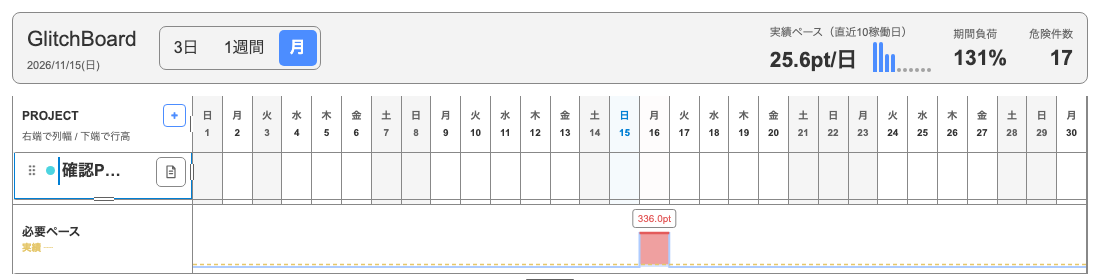 GlitchBoard
2026/11/15(日)
3日 1週間 月
実績ペース（直近10稼働日）
25.6pt/日
期間負荷
131%
危険件数
17
PROJECT
+
右端で列幅 / 下端で行高
日 月 火 水 木 金 土 日 月 火 水 木 金 土 日 月 火 水 木 金 土 日 月 火 水 木 金 土 日 月
1 2 3 4 5 6 7 8 9 10 11 12 13 14 15 16 17 18 19 20 21 22 23 24 25 26 27 28 29 30
確認P...
336.0pt
必要ペース
実績